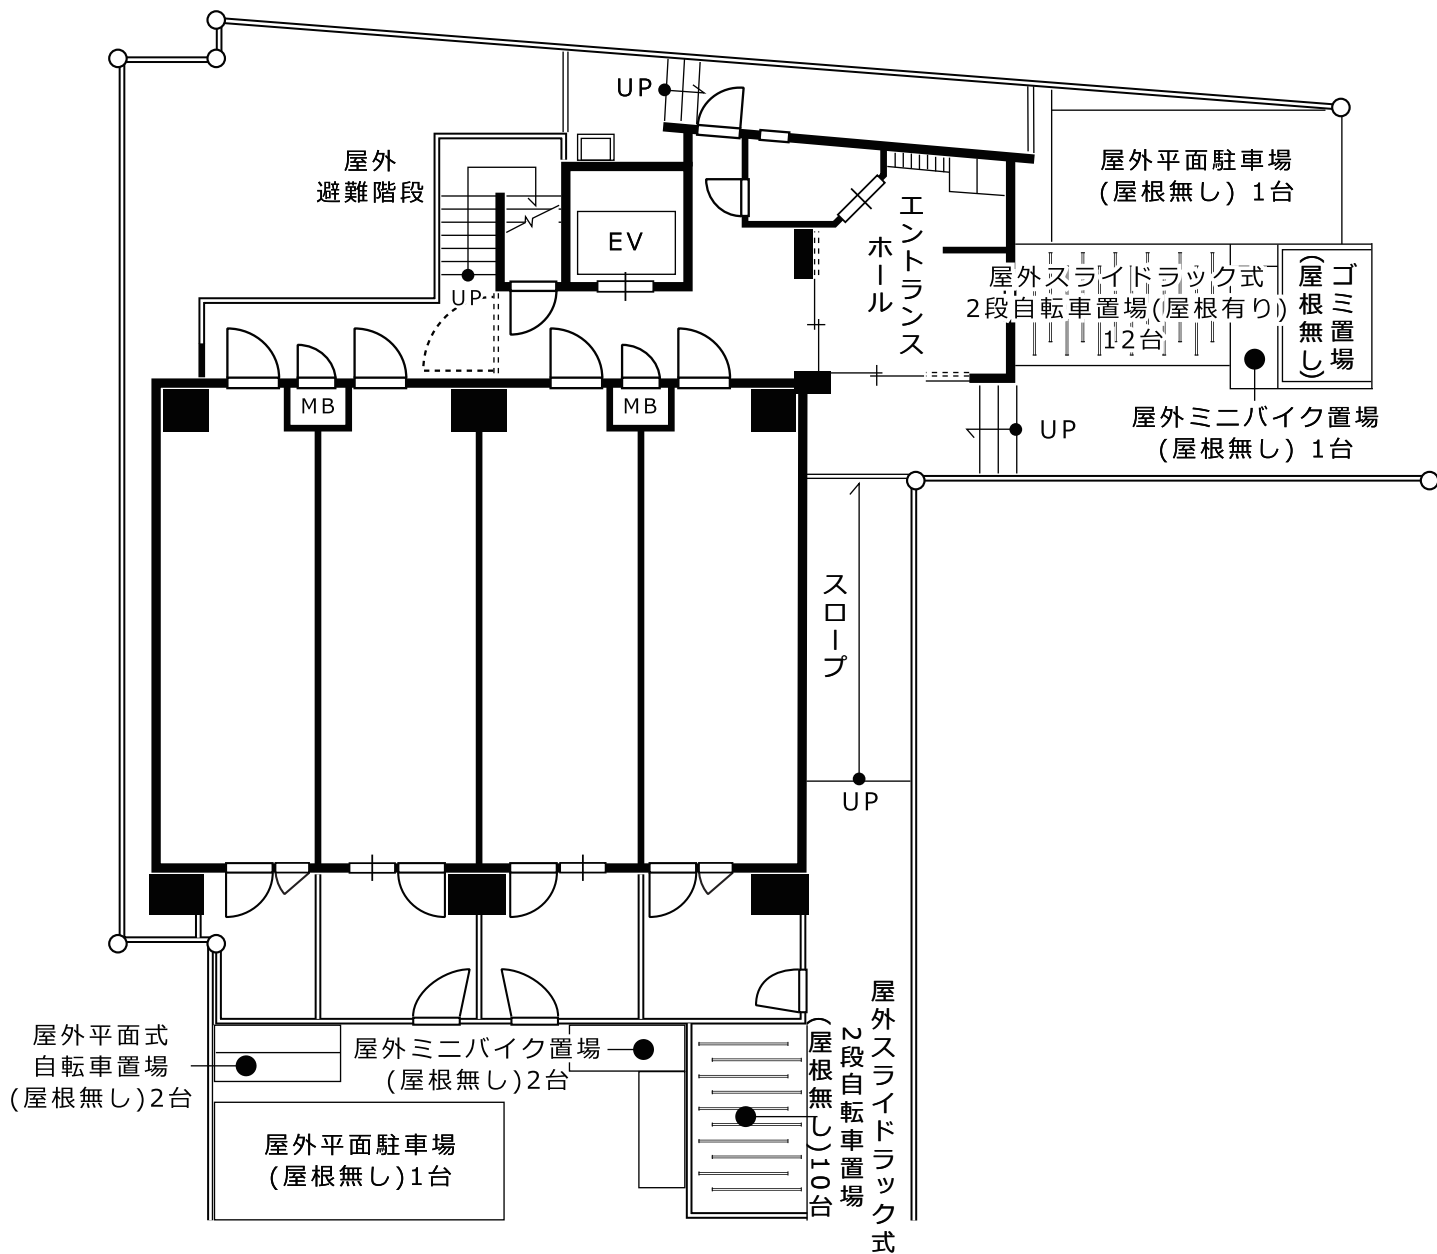 UP
屋外
避難階段
UP
EV
エントランス
ホール
屋外平面駐車場
(屋根無し) 1台
屋外スライドラック式
2段自転車置場(屋根有り)
12台
ゴミ置場
(屋根無し)
屋外ミニバイク置場
(屋根無し) 1台
UP
MB
MB
スロープ
UP
屋外平面式
自転車置場
(屋根無し)2台
屋外ミニバイク置場
(屋根無し)2台
屋外平面駐車場
(屋根無し)1台
屋外スライドラック式
2段自転車置場
(屋根無し)10台